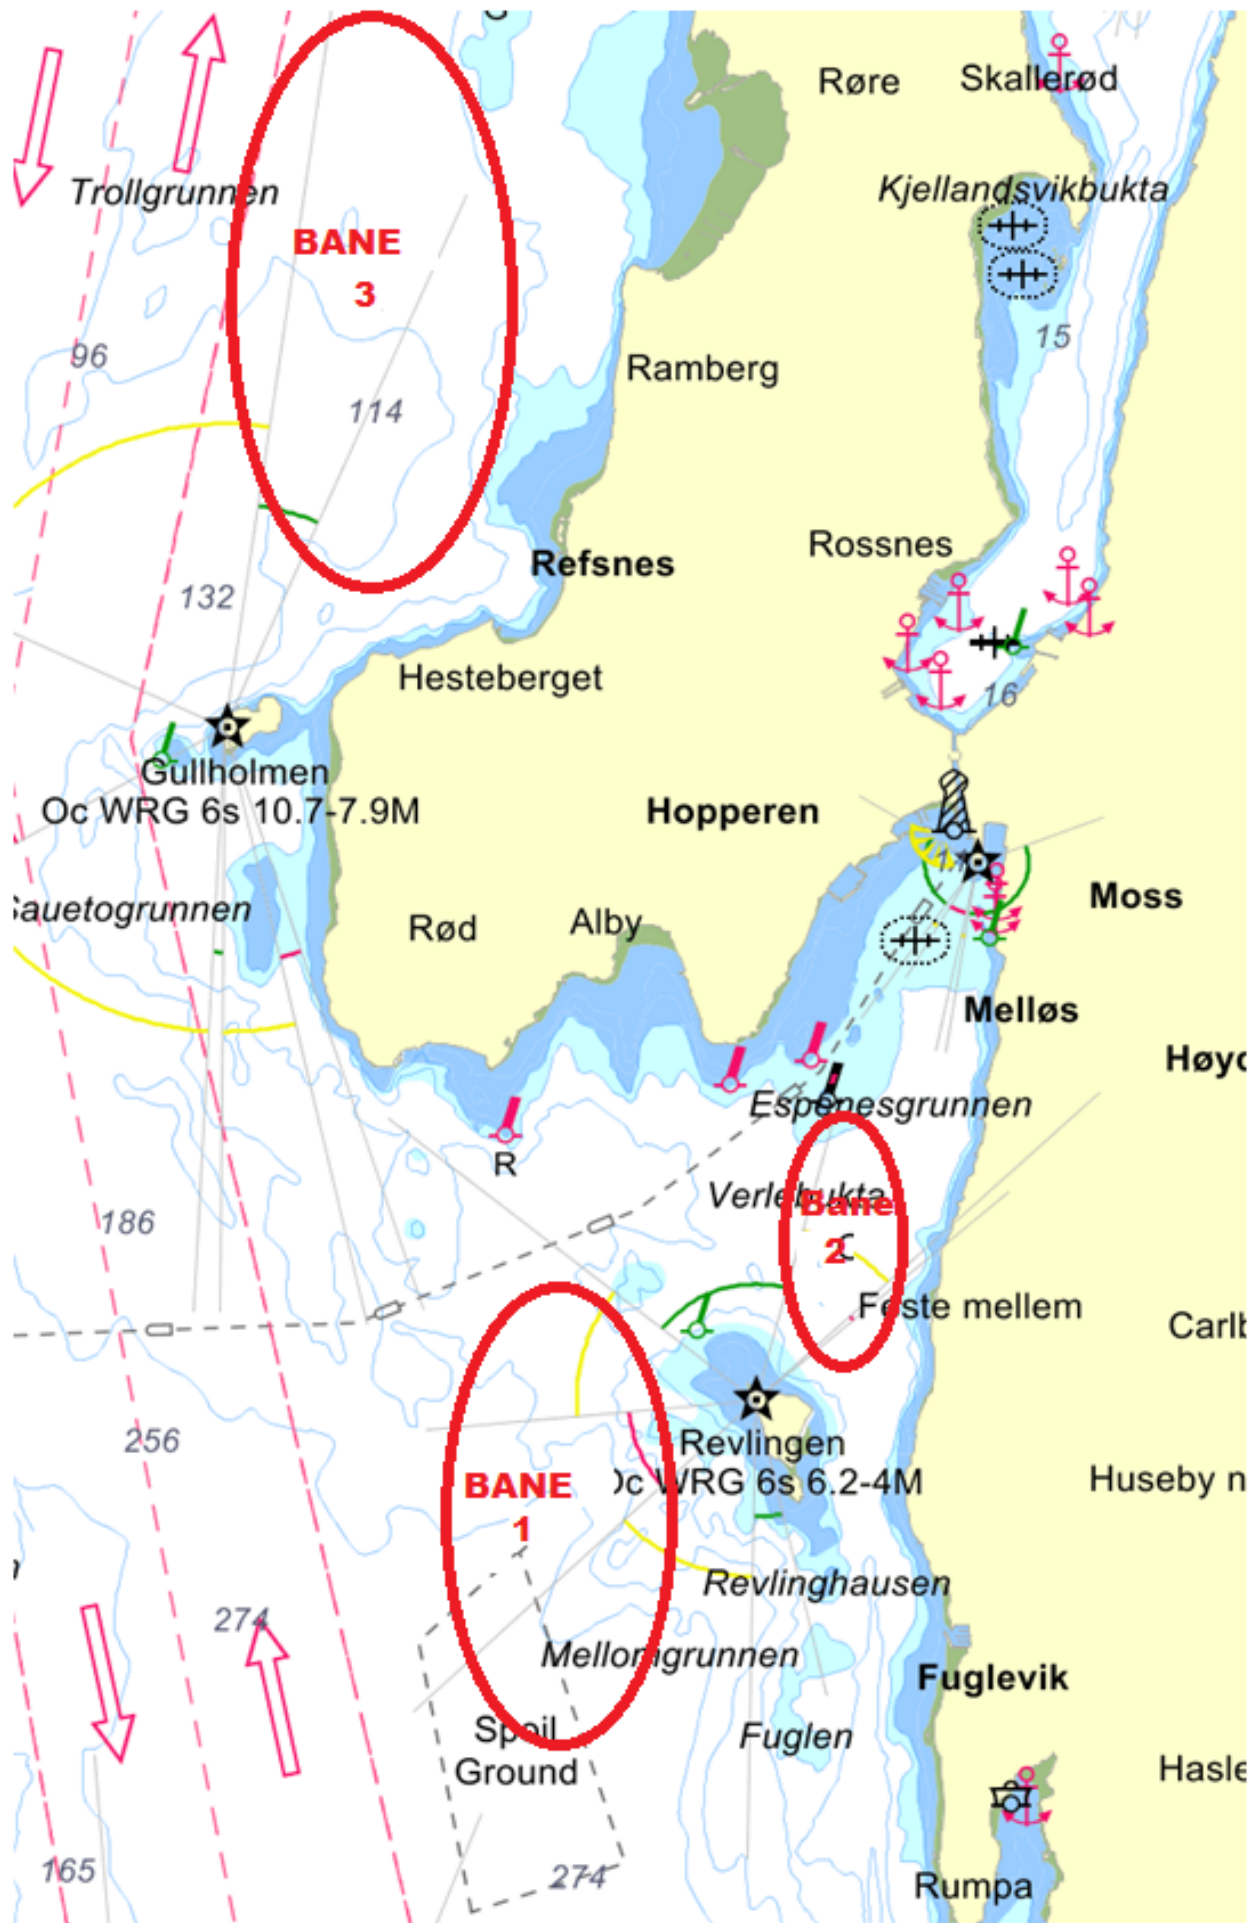 Røre
Skallerød
Trollgrunnen
Kjellandsvikbukta
BANE
3
15
96
Ramberg
114
Rossnes
Refsnes
132
Hesteberget
16
Gullholmen
Oc WRG 6s 10.7-7.9M
Hopperen
Moss
Sauetogrunnen
Rød
Alby
Melløs
Høyd
Espenesgrunnen
R
Verlebukta
186
Bane
2
C
Feste mellem
Carlb
256
Revlingen
Oc WRG 6s 6.2-4M
BANE
1
Huseby n
Revlinghausen
274
Mellomgrunnen
Fuglevik
Spoil
Ground
Fuglen
Hasle
165
274
Rumpa